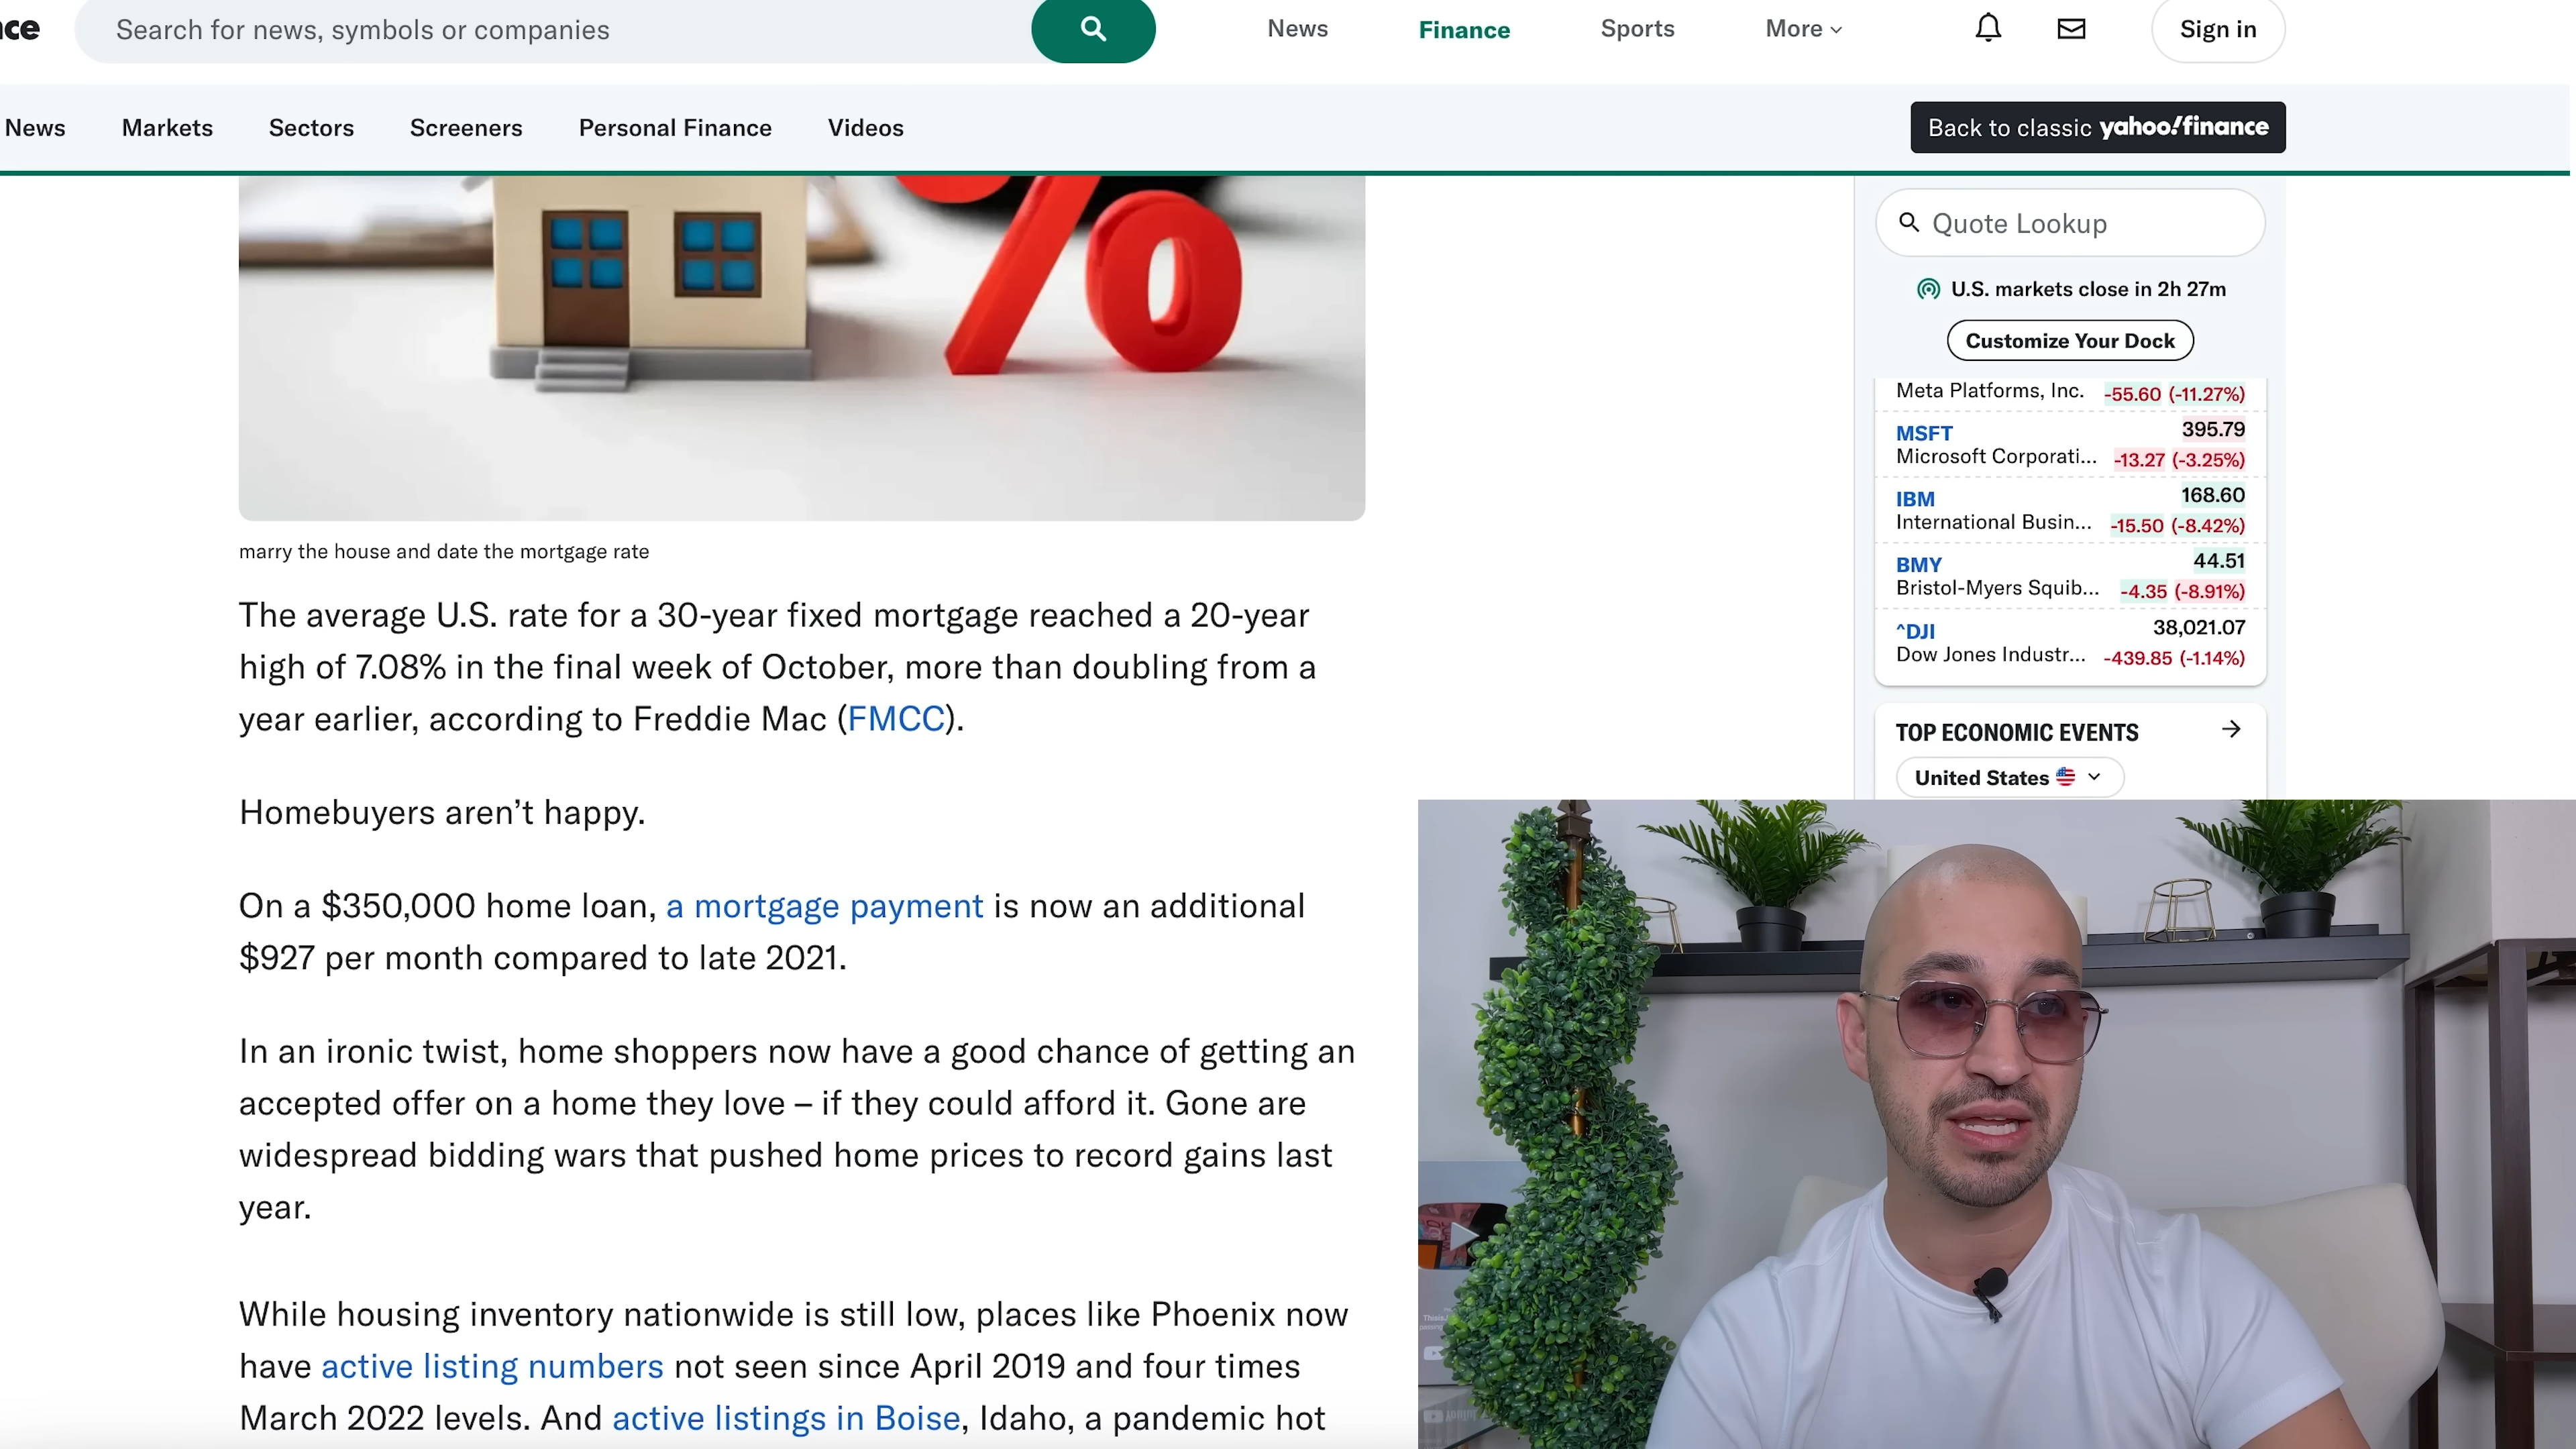 ce
Search for news, symbols or companies
News
Finance
Sports
More
Sign in
News
Markets
Sectors
Screeners
Personal Finance
Videos
Back to classic yahoo!finance
Quote Lookup
U.S. markets close in 2h 27m
Customize Your Dock
Meta Platforms, Inc. -55.60 (-11.27%)
MSFT 395.79
Microsoft Corporati... -13.27 (-3.25%)
IBM 168.60
International Busin... -15.50 (-8.42%)
BMY 44.51
Bristol-Myers Squib... -4.35 (-8.91%)
^DJI 38,021.07
Dow Jones Industr... -439.85 (-1.14%)
TOP ECONOMIC EVENTS
United States
%
marry the house and date the mortgage rate
The average U.S. rate for a 30-year fixed mortgage reached a 20-year
high of 7.08% in the final week of October, more than doubling from a
year earlier, according to Freddie Mac (FMCC).
Homebuyers aren’t happy.
On a $350,000 home loan, a mortgage payment is now an additional
$927 per month compared to late 2021.
In an ironic twist, home shoppers now have a good chance of getting an
accepted offer on a home they love – if they could afford it. Gone are
widespread bidding wars that pushed home prices to record gains last
year.
While housing inventory nationwide is still low, places like Phoenix now
have active listing numbers not seen since April 2019 and four times
March 2022 levels. And active listings in Boise, Idaho, a pandemic hot